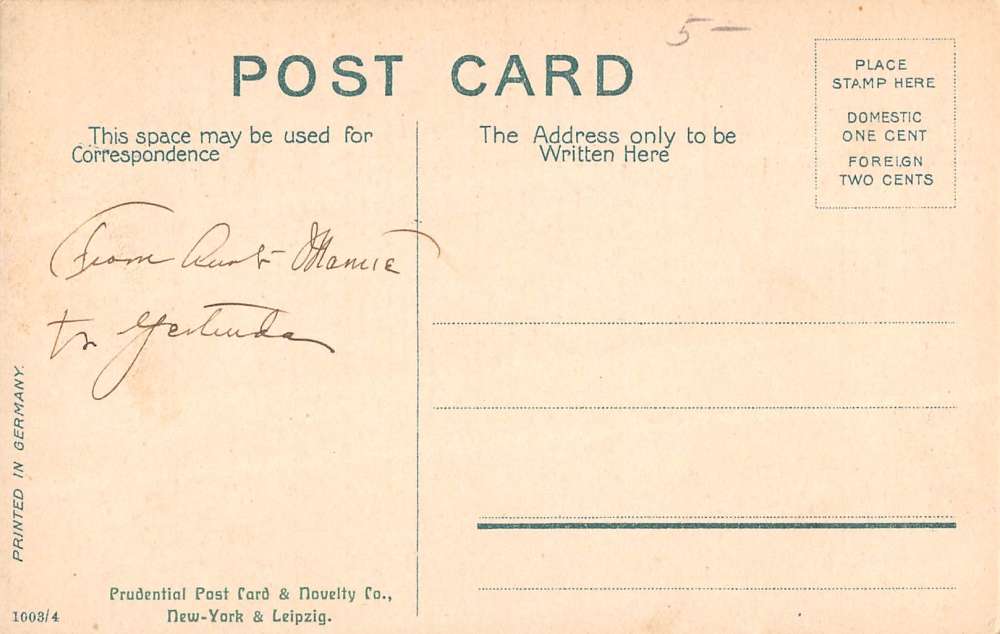 5 —
POST CARD
PLACE
STAMP HERE
DOMESTIC
ONE CENT
FOREIGN
TWO CENTS
This space may be used for
Correspondence
The Address only to be
Written Here
From Aunt Mamie
to Gertrude
PRINTED IN GERMANY.
Prudential Post Card & Novelty Co.,
New-York & Leipzig.
1003/4